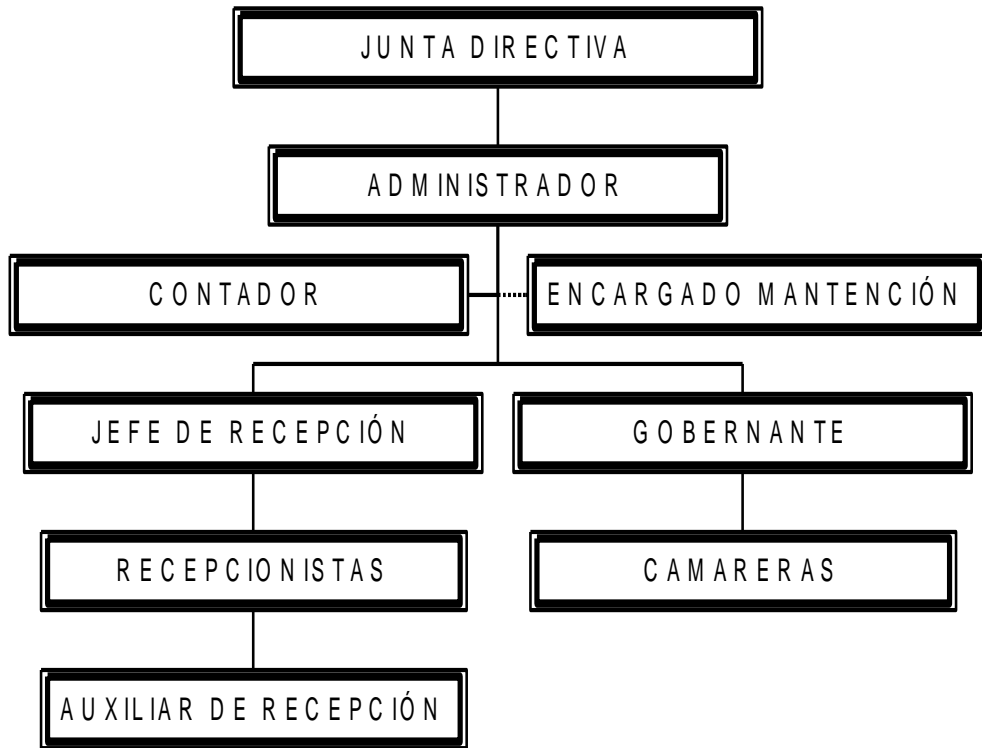 JUNTA DIRECTIVA
ADMINISTRADOR
CONTADOR
ENCARGADO MANTENCIÓN
JEFE DE RECEPCIÓN
GOBERNANTE
RECEPCIONISTAS
CAMARERAS
AUXILIAR DE RECEPCIÓN